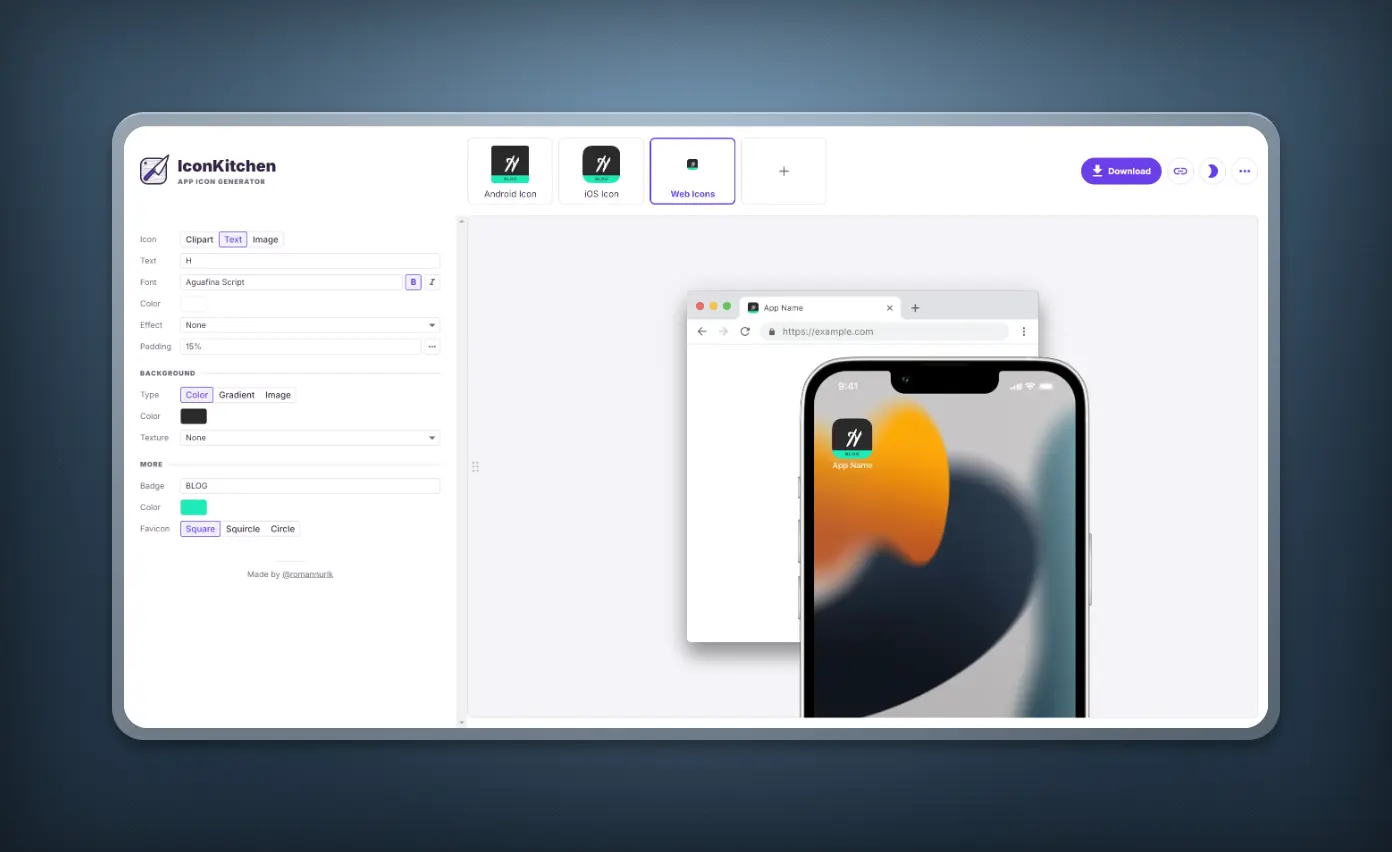 IconKitchen
APP ICON GENERATOR
BLOG
Android Icon
BLOG
iOS Icon
Web Icons
+
Download
Icon Clipart Text Image
Text H
Font Aguafina Script B I
Color
Effect None
Padding 15%
BACKGROUND
Type Color Gradient Image
Color
Texture None
MORE
Badge BLOG
Color
Favicon Square Squircle Circle
Made by @romannurik
App Name
https://example.com
9:41
BLOG
App Name